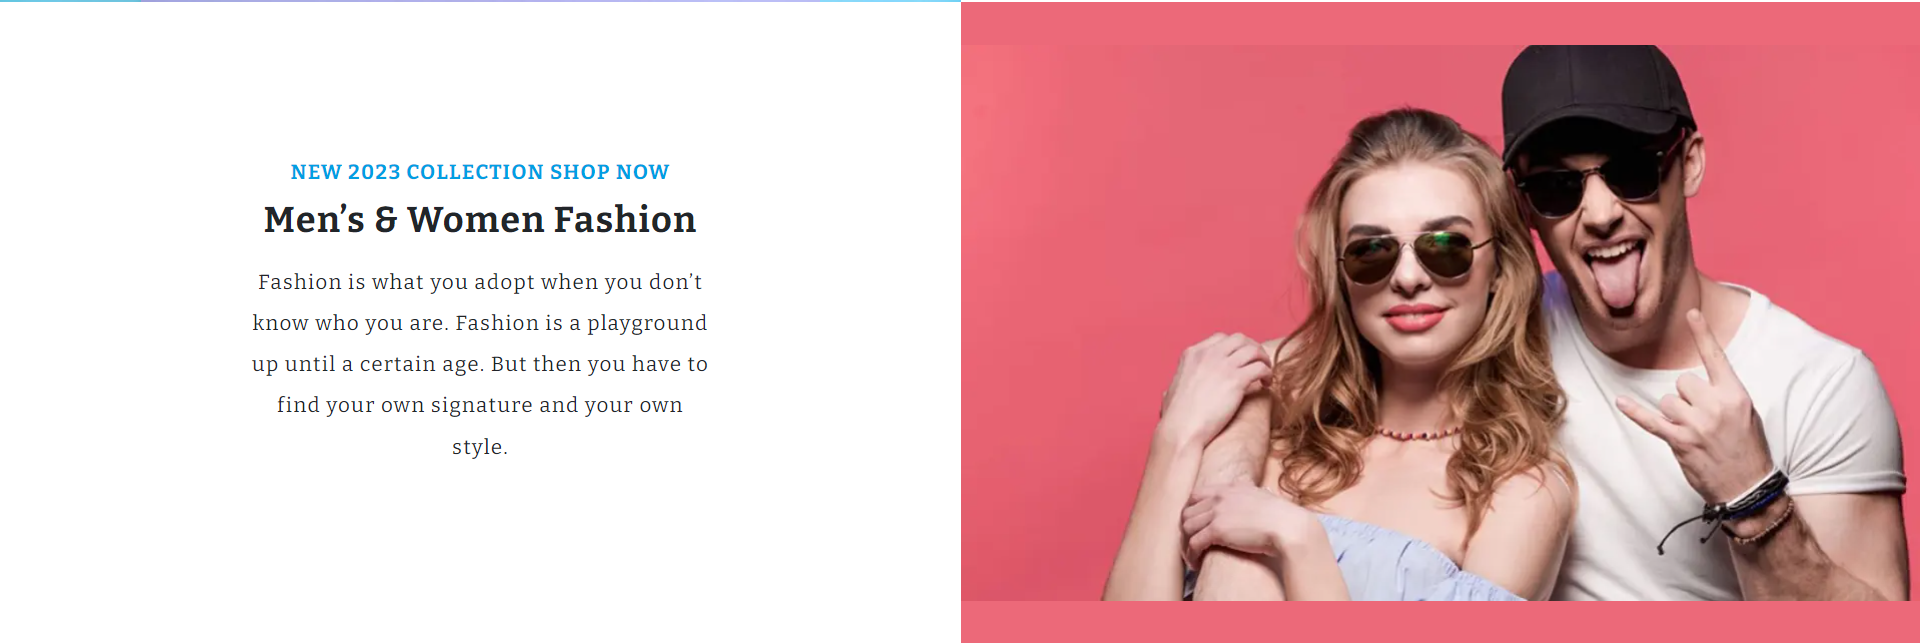 NEW 2023 COLLECTION SHOP NOW
Men’s & Women Fashion
Fashion is what you adopt when you don’t
know who you are. Fashion is a playground
up until a certain age. But then you have to
find your own signature and your own
style.